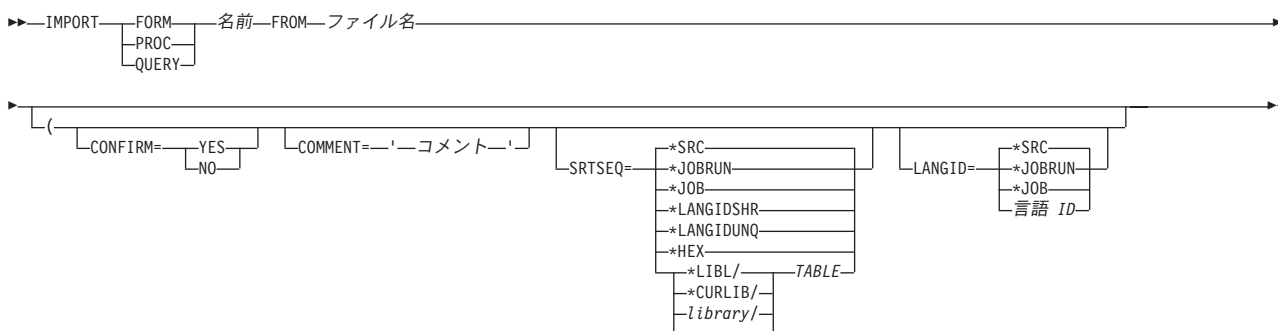 IMPORT FORM 名前 FROM ファイル名
PROC
QUERY
(
CONFIRM= YES COMMENT= ' コメント ' SRTSEQ= *SRC LANGID= *SRC
NO *JOBRUN *JOBRUN
*JOB *JOB
*LANGIDSHR 言語 ID
*LANGIDUNQ
*HEX
*LIBL/ TABLE
*CURLIB/
library/